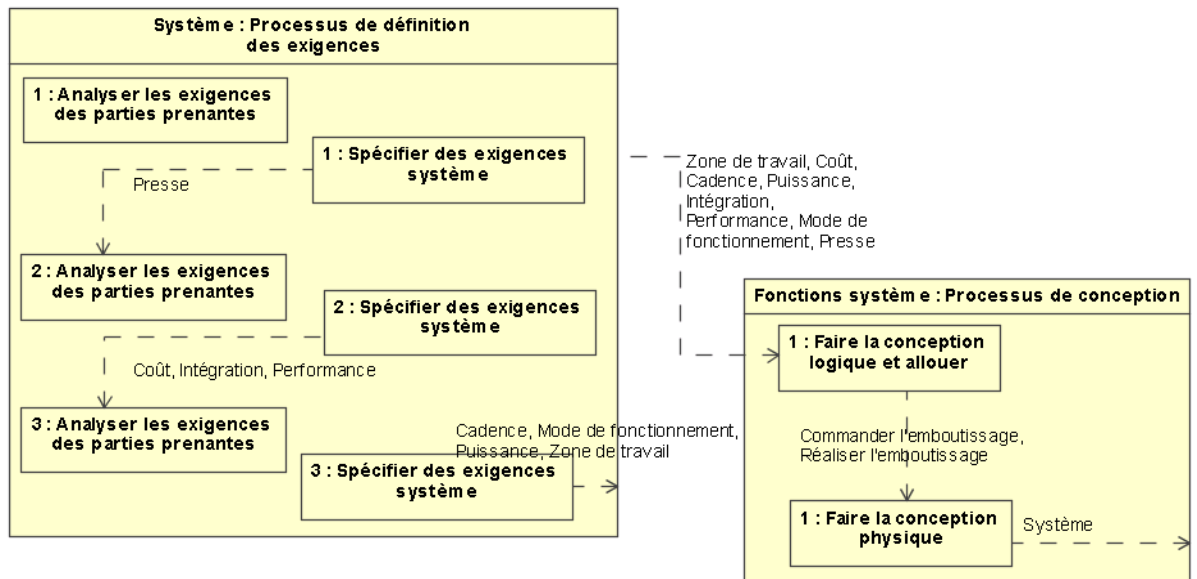 Système : Processus de définition
des exigences
1 : Analyser les exigences
des parties prenantes
1 : Spécifier des exigences
système
Presse
2 : Analyser les exigences
des parties prenantes
2 : Spécifier des exigences
système
Coût, Intégration, Performance
3 : Analyser les exigences
des parties prenantes
3 : Spécifier des exigences
système
Cadence, Mode de fonctionnement,
Puissance, Zone de travail
Zone de travail, Coût,
Cadence, Puissance,
Intégration,
Performance, Mode de
fonctionnement, Presse
Fonctions système : Processus de conception
1 : Faire la conception
logique et allouer
Commander l'emboutissage,
Réaliser l'emboutissage
1 : Faire la conception
physique
Système